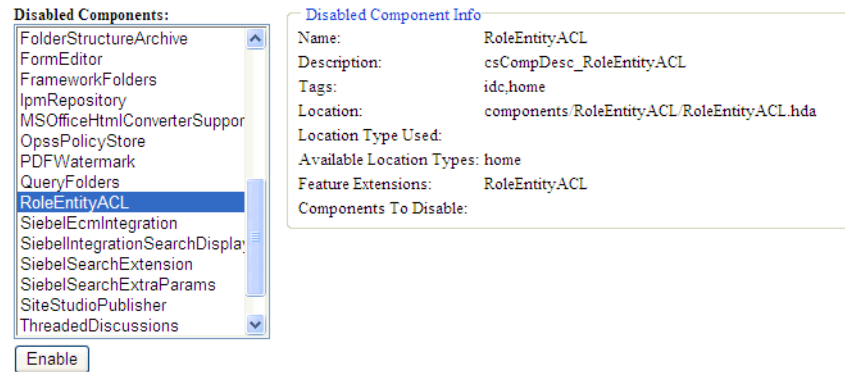 Disabled Components:
FolderStructureArchive
FormEditor
FrameworkFolders
IpmRepository
MSOfficeHtmlConverterSuppor
OpssPolicyStore
PDFWatermark
QueryFolders
RoleEntityACL
SiebelEcmIntegration
SiebelIntegrationSearchDisplay
SiebelSearchExtension
SiebelSearchExtraParams
SiteStudioPublisher
ThreadedDiscussions
Enable
Disabled Component Info
Name: RoleEntityACL
Description: csCompDesc_RoleEntityACL
Tags: idc,home
Location: components/RoleEntityACL/RoleEntityACL.hda
Location Type Used:
Available Location Types: home
Feature Extensions: RoleEntityACL
Components To Disable: